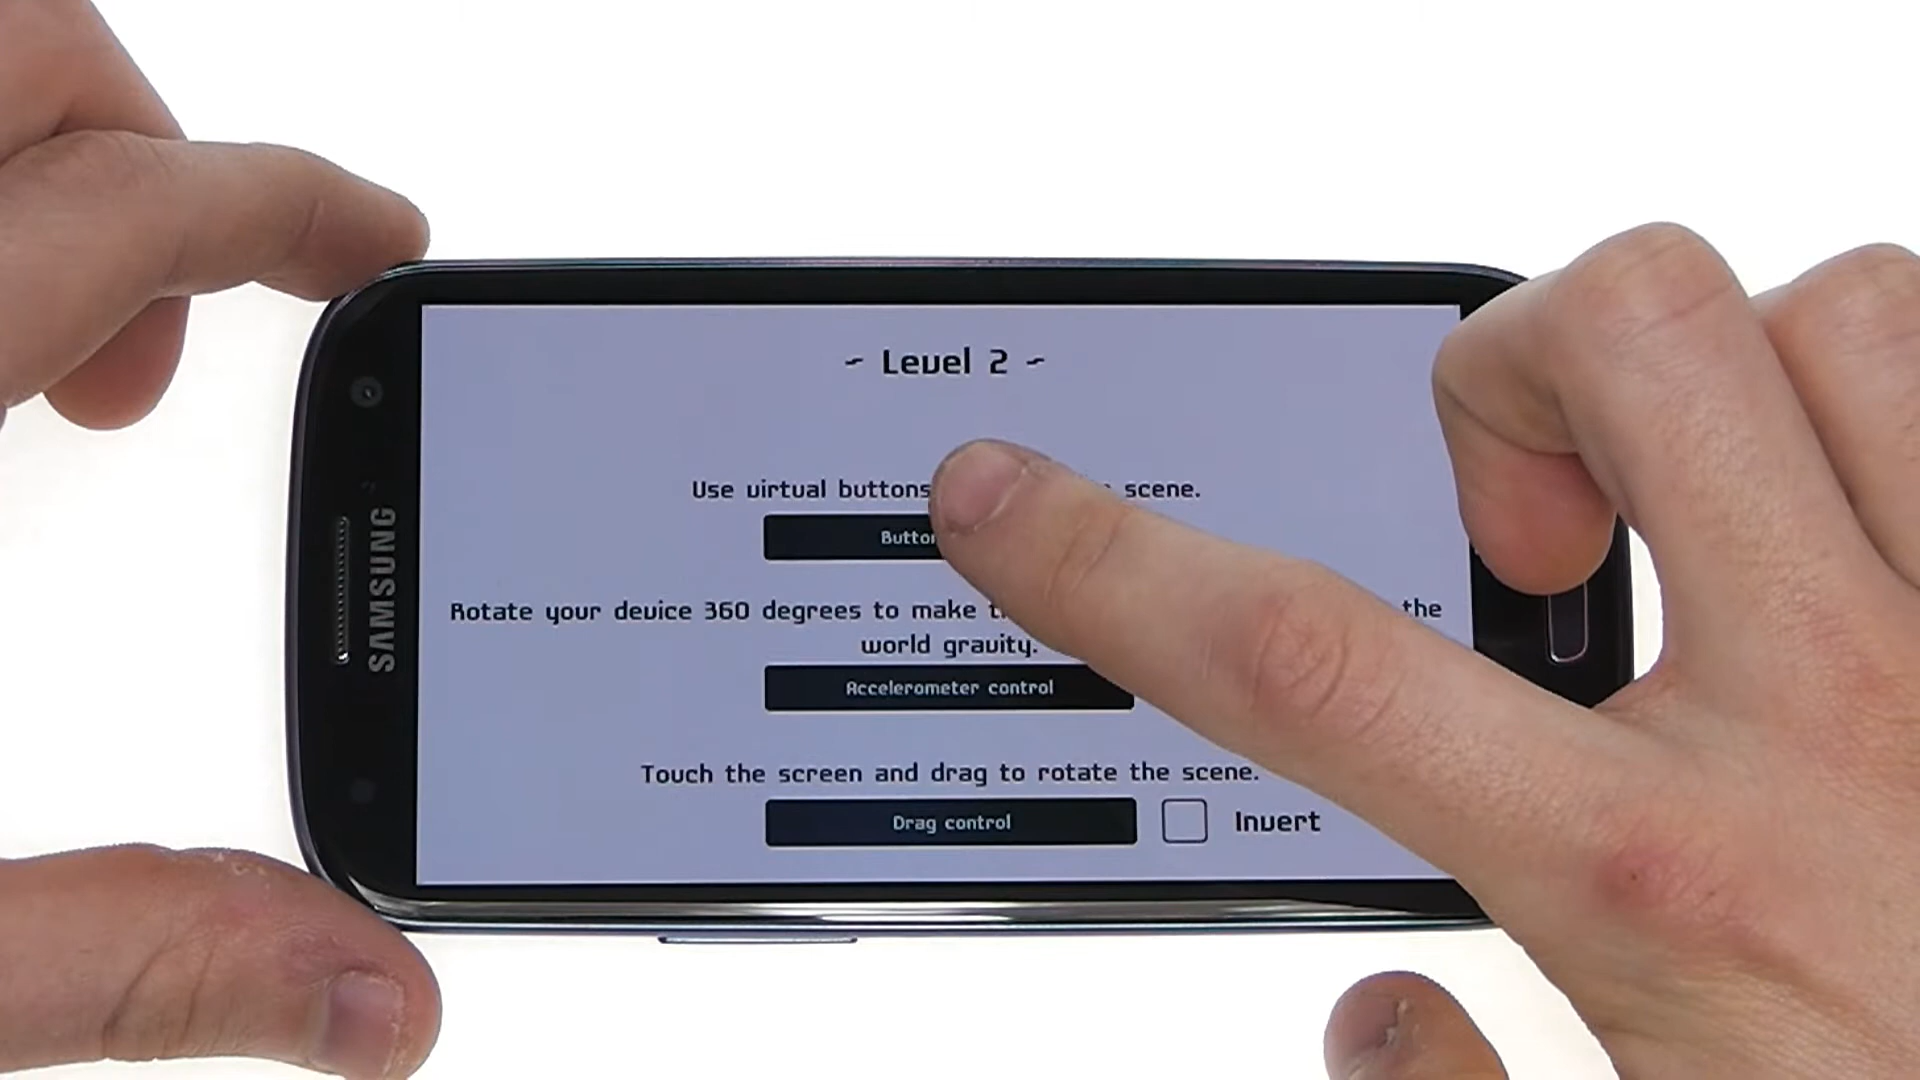 ~ Level 2 ~
Use virtual buttons scene.
Rotate your device 360 degrees to make the
world gravity.
Accelerometer control
Touch the screen and drag to rotate the scene.
Drag control
Invert
SAMSUNG